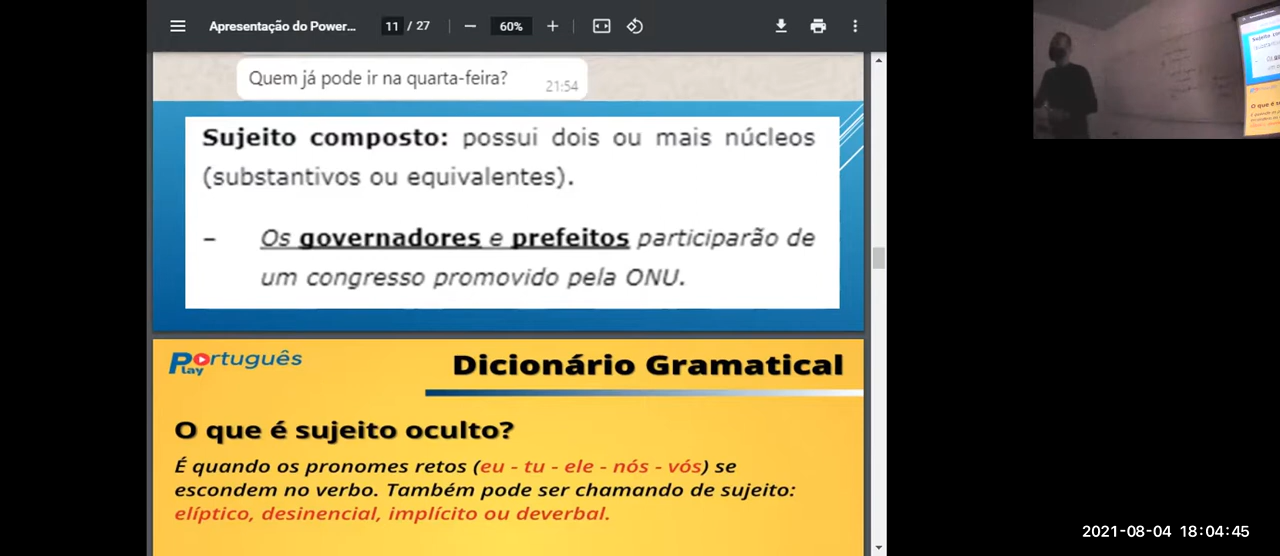 Apresentação do Power... 11 / 27 60%
Quem já pode ir na quarta-feira?
21:54
Sujeito composto: possui dois ou mais núcleos
(substantivos ou equivalentes).
– Os governadores e prefeitos participarão de
um congresso promovido pela ONU.
Português
Play
Dicionário Gramatical
O que é sujeito oculto?
É quando os pronomes retos (eu - tu - ele - nós - vós) se
escondem no verbo. Também pode ser chamando de sujeito:
elíptico, desinencial, implícito ou deverbal.
2021-08-04 18:04:45